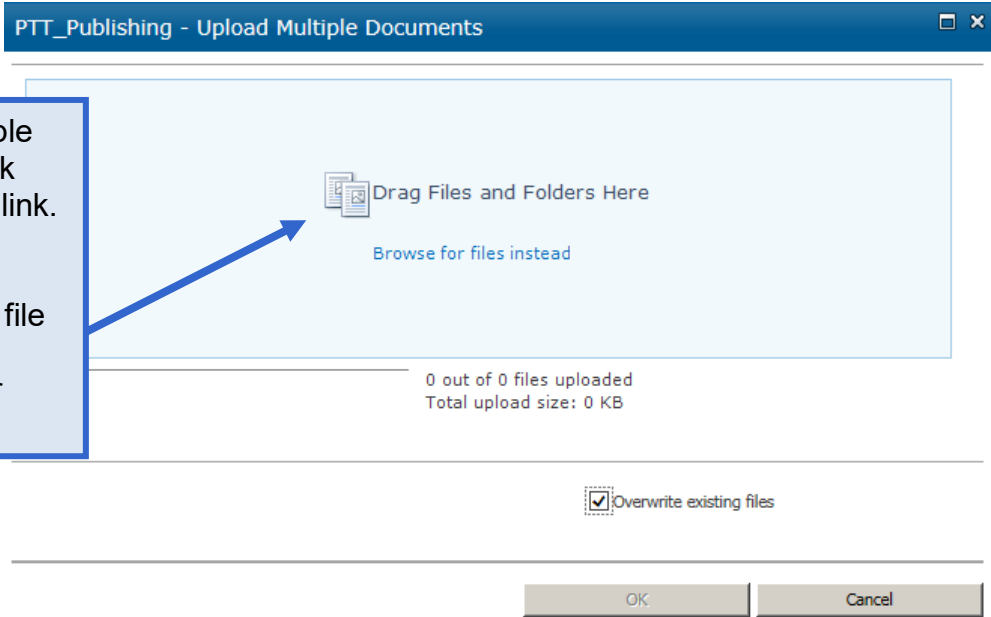 PTT_Publishing - Upload Multiple Documents
link.
file
Drag Files and Folders Here
Browse for files instead
0 out of 0 files uploaded
Total upload size: 0 KB
Overwrite existing files
OK
Cancel